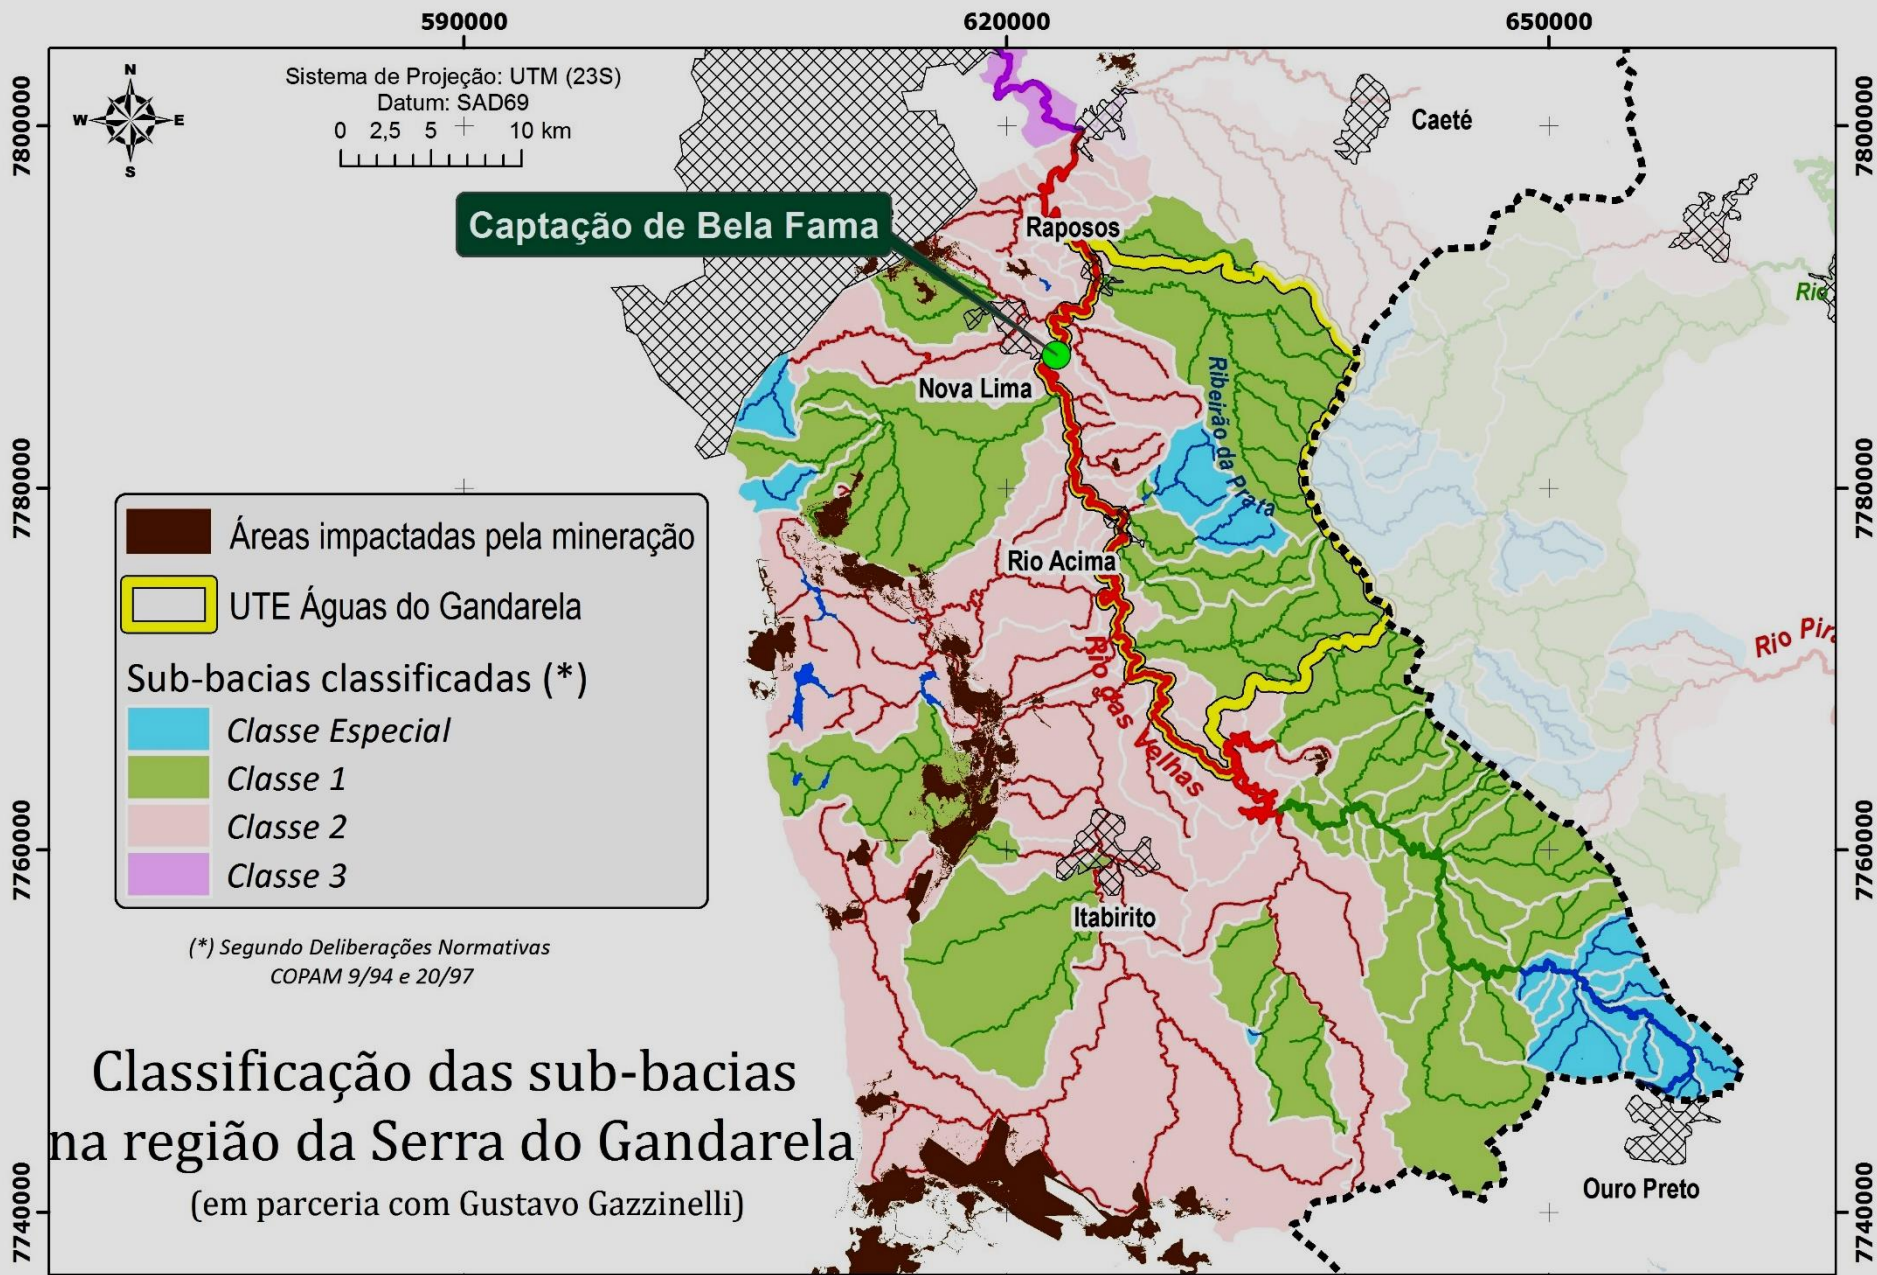 590000
620000
650000
N
W
E
S
Sistema de Projeção: UTM (23S)
Datum: SAD69
0 2,5 5 10 km
7800000
7800000
Caeté
Captação de Bela Fama
Raposos
Rio
Nova Lima
Ribeirão da Prata
7780000
7780000
Áreas impactadas pela mineração
UTE Águas do Gandarela
Sub-bacias classificadas (*)
Classe Especial
Classe 1
Classe 2
Classe 3
Rio Acima
Rio das Velhas
7760000
7760000
Itabirito
(*) Segundo Deliberações Normativas
COPAM 9/94 e 20/97
Classificação das sub-bacias
na região da Serra do Gandarela
(em parceria com Gustavo Gazzinelli)
Ouro Preto
7740000
7740000